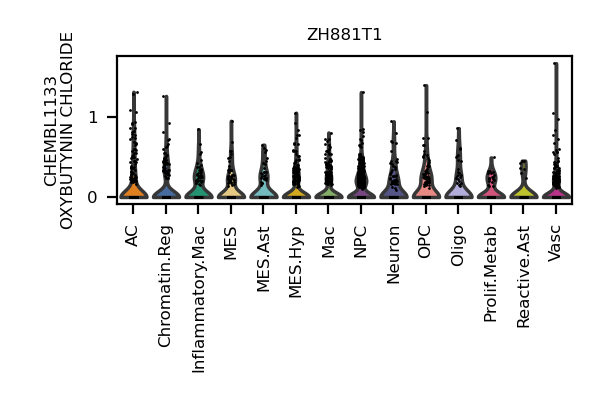 ZH881T1
CHEMBL1133
OXYBUTYNIN CHLORIDE
1
0
AC
Chromatin.Reg
Inflammatory.Mac
MES
MES.Ast
MES.Hyp
Mac
NPC
Neuron
OPC
Oligo
Prolif.Metab
Reactive.Ast
Vasc